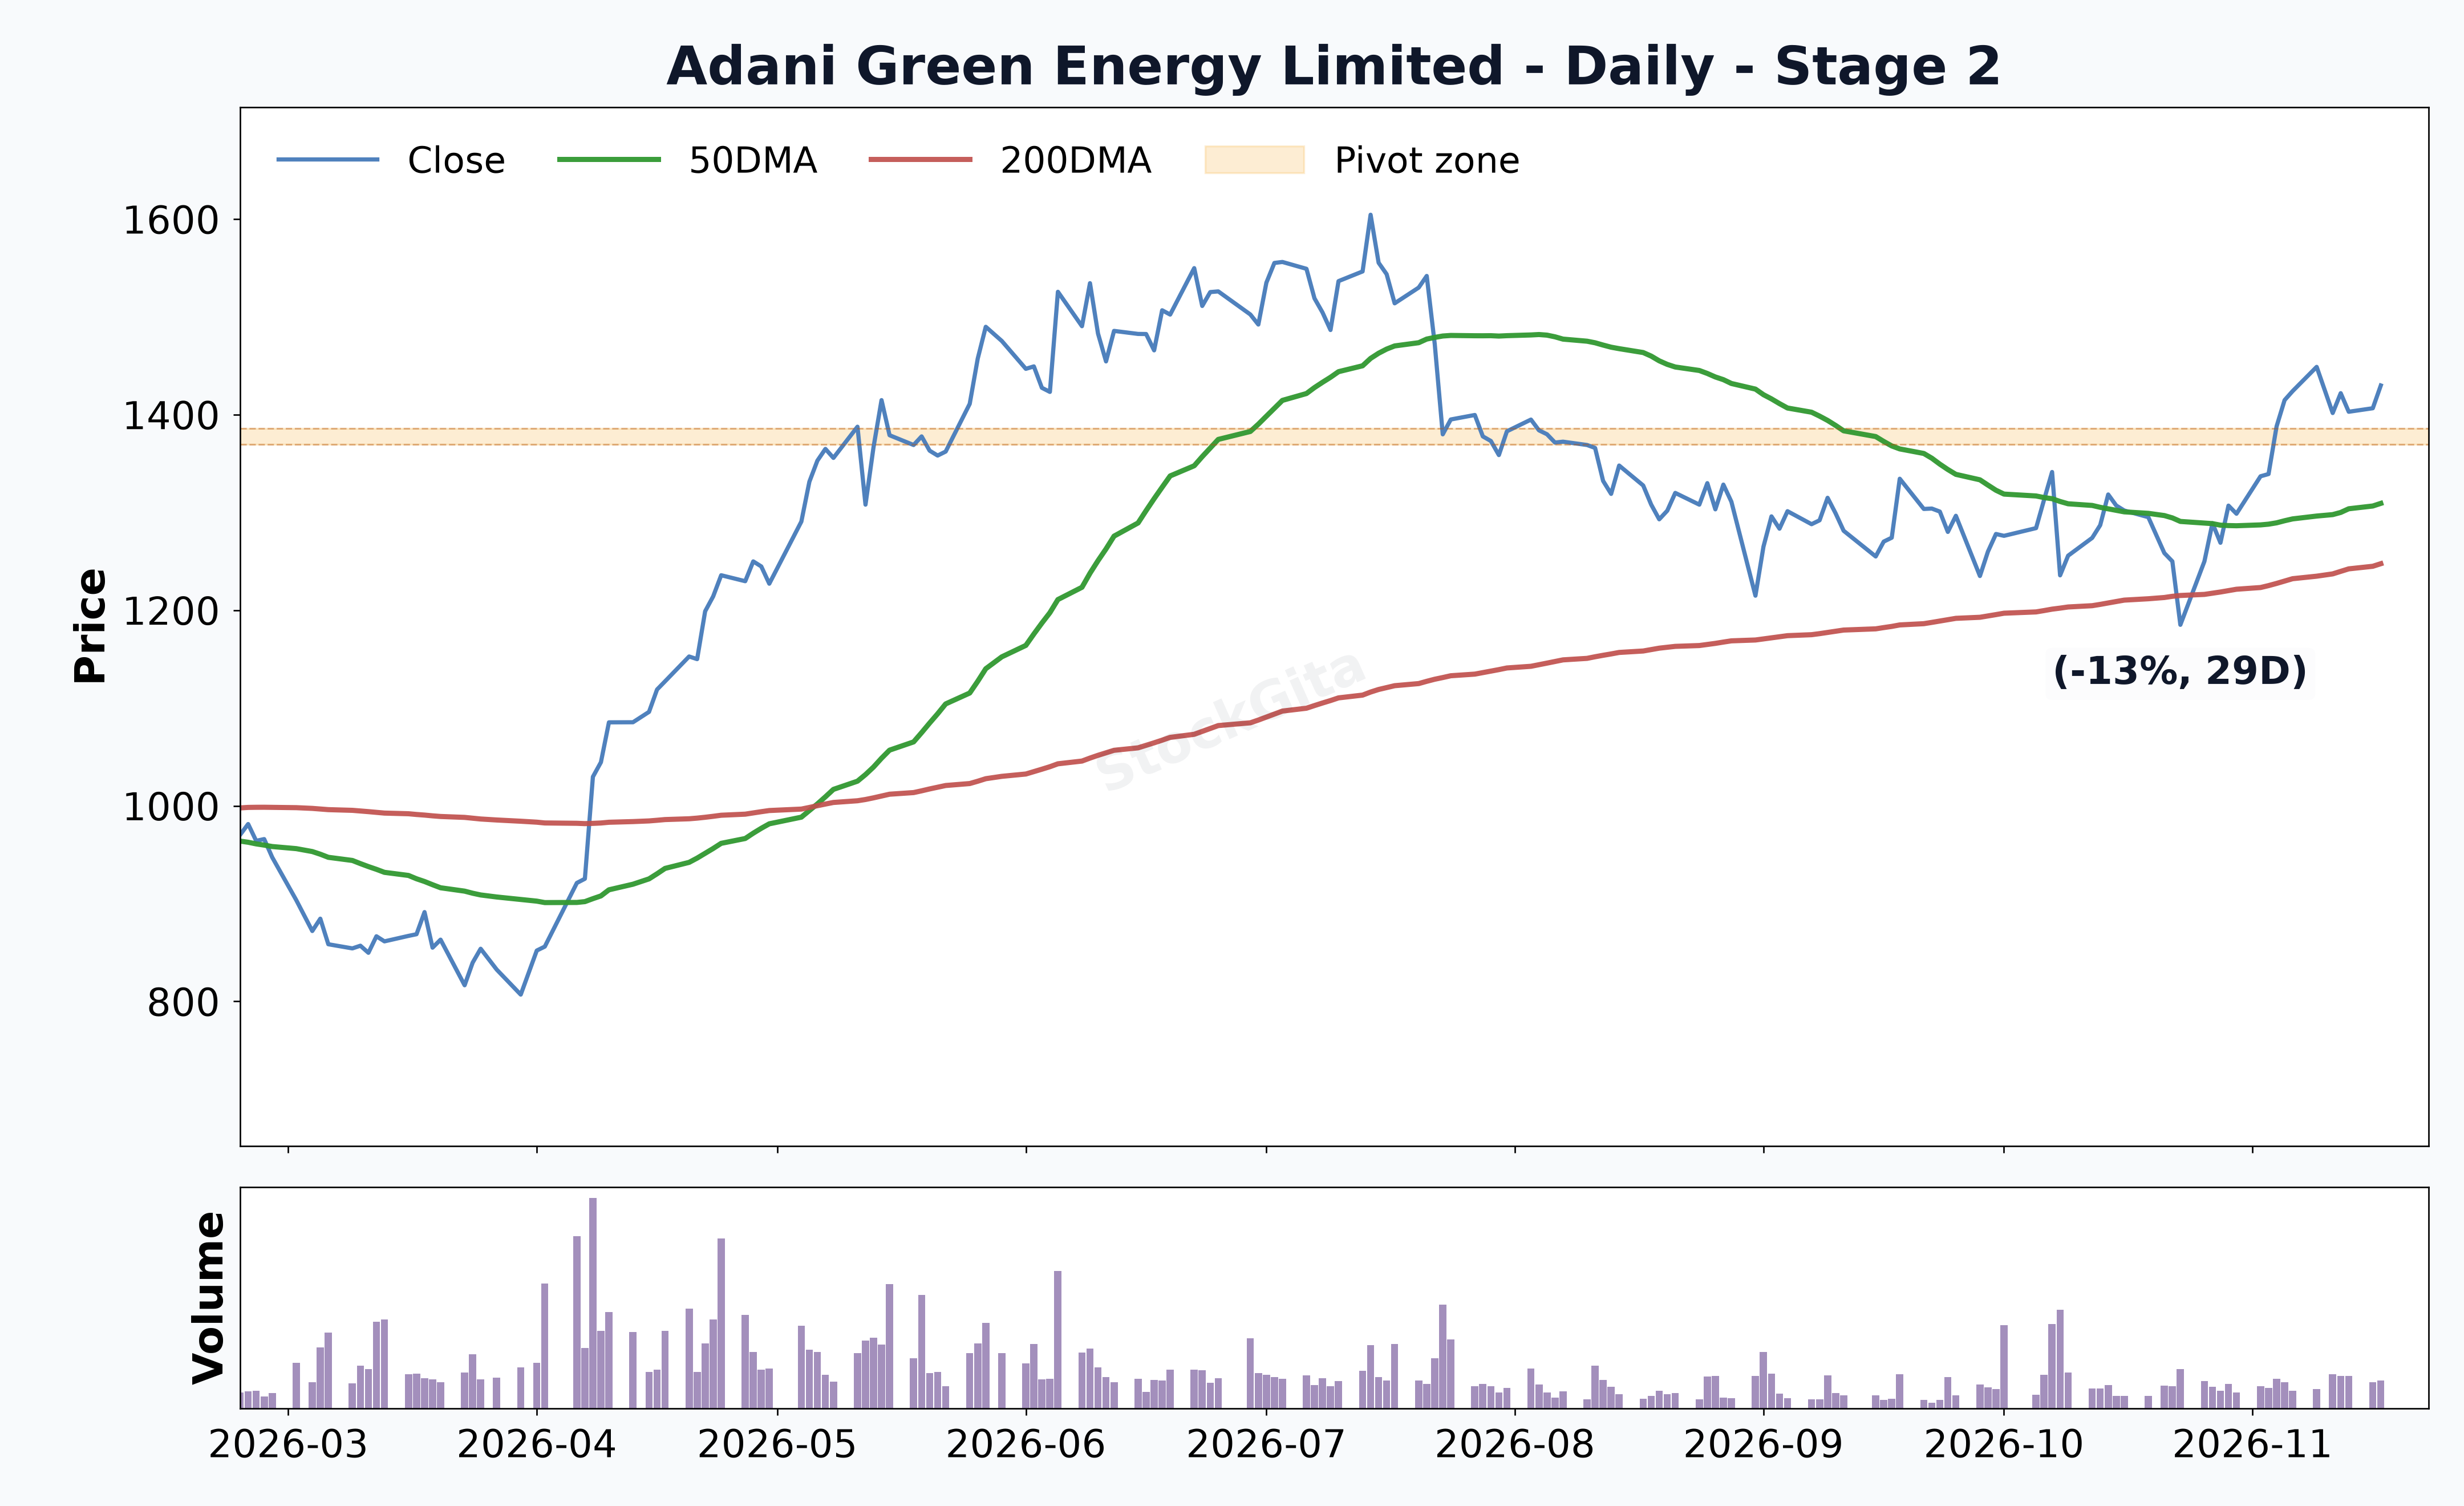 Adani Green Energy Limited - Daily - Stage 2
Close 50DMA 200DMA Pivot zone
1600
1400
1200
1000
800
Price
StockGita
(-13%, 29D)
Volume
2026-03 2026-04 2026-05 2026-06 2026-07 2026-08 2026-09 2026-10 2026-11